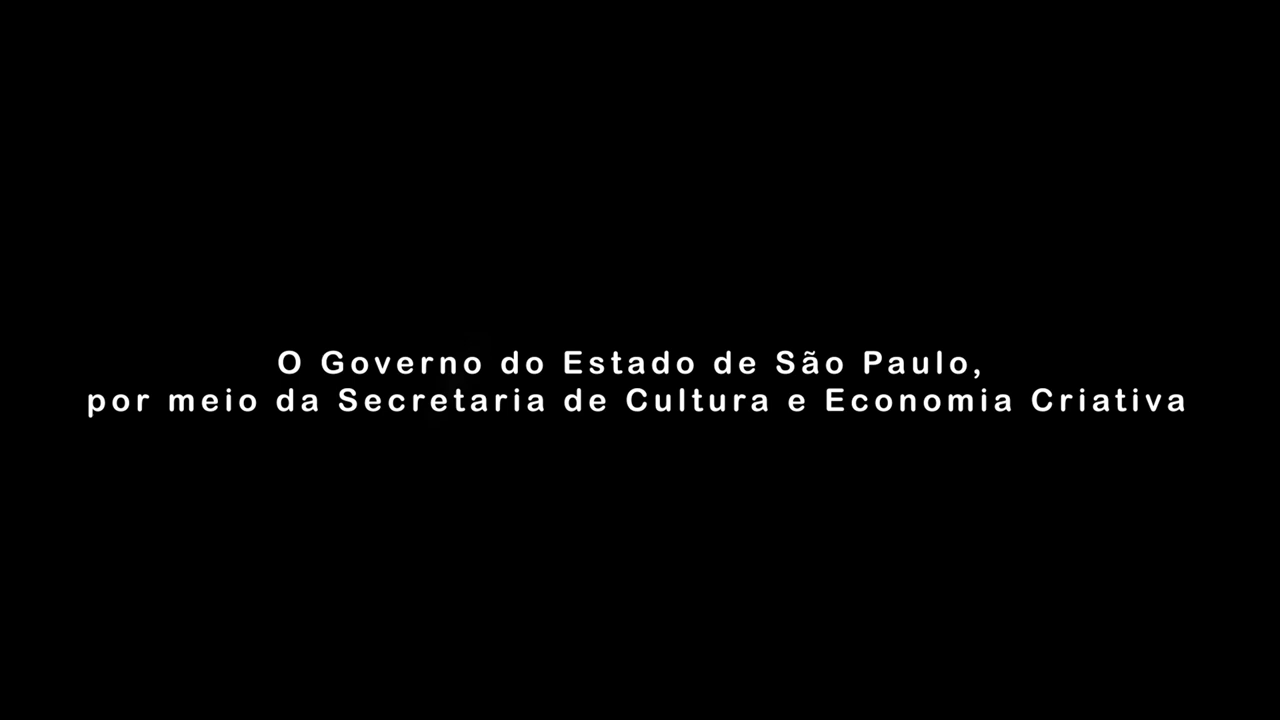 O Governo do Estado de São Paulo,
por meio da Secretaria de Cultura e Economia Criativa